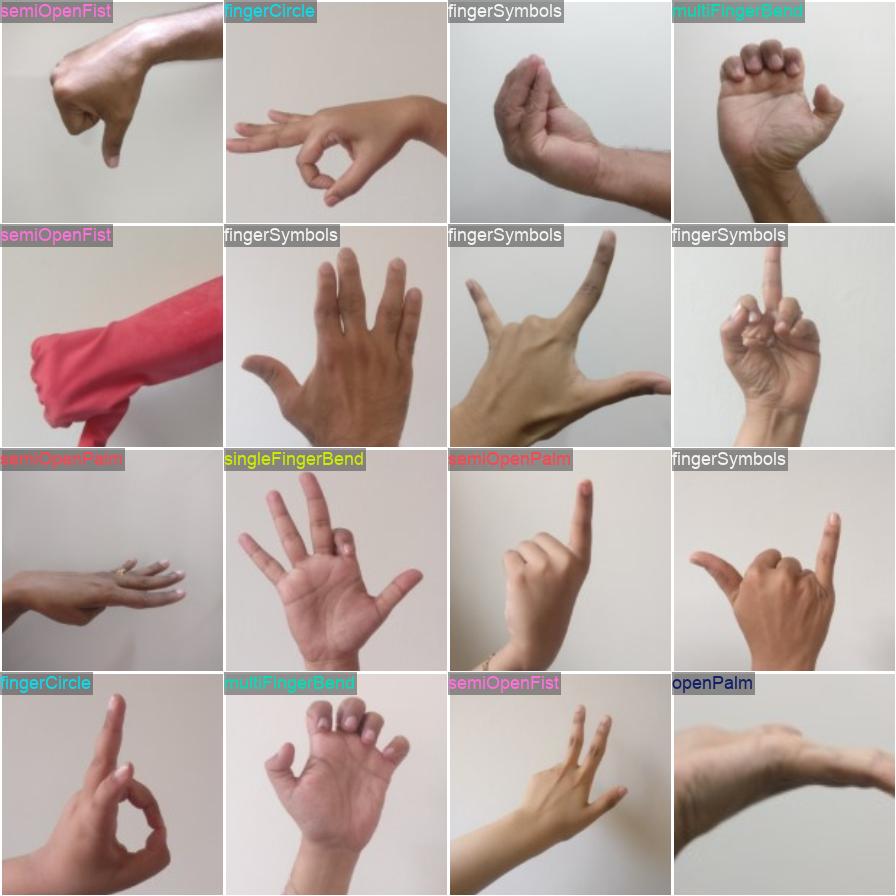 semiOpenFist
fingerCircle
fingerSymbols
multiFingerBend
semiOpenFist
fingerSymbols
fingerSymbols
fingerSymbols
semiOpenPalm
singleFingerBend
semiOpenPalm
fingerSymbols
fingerCircle
multiFingerBend
semiOpenFist
openPalm